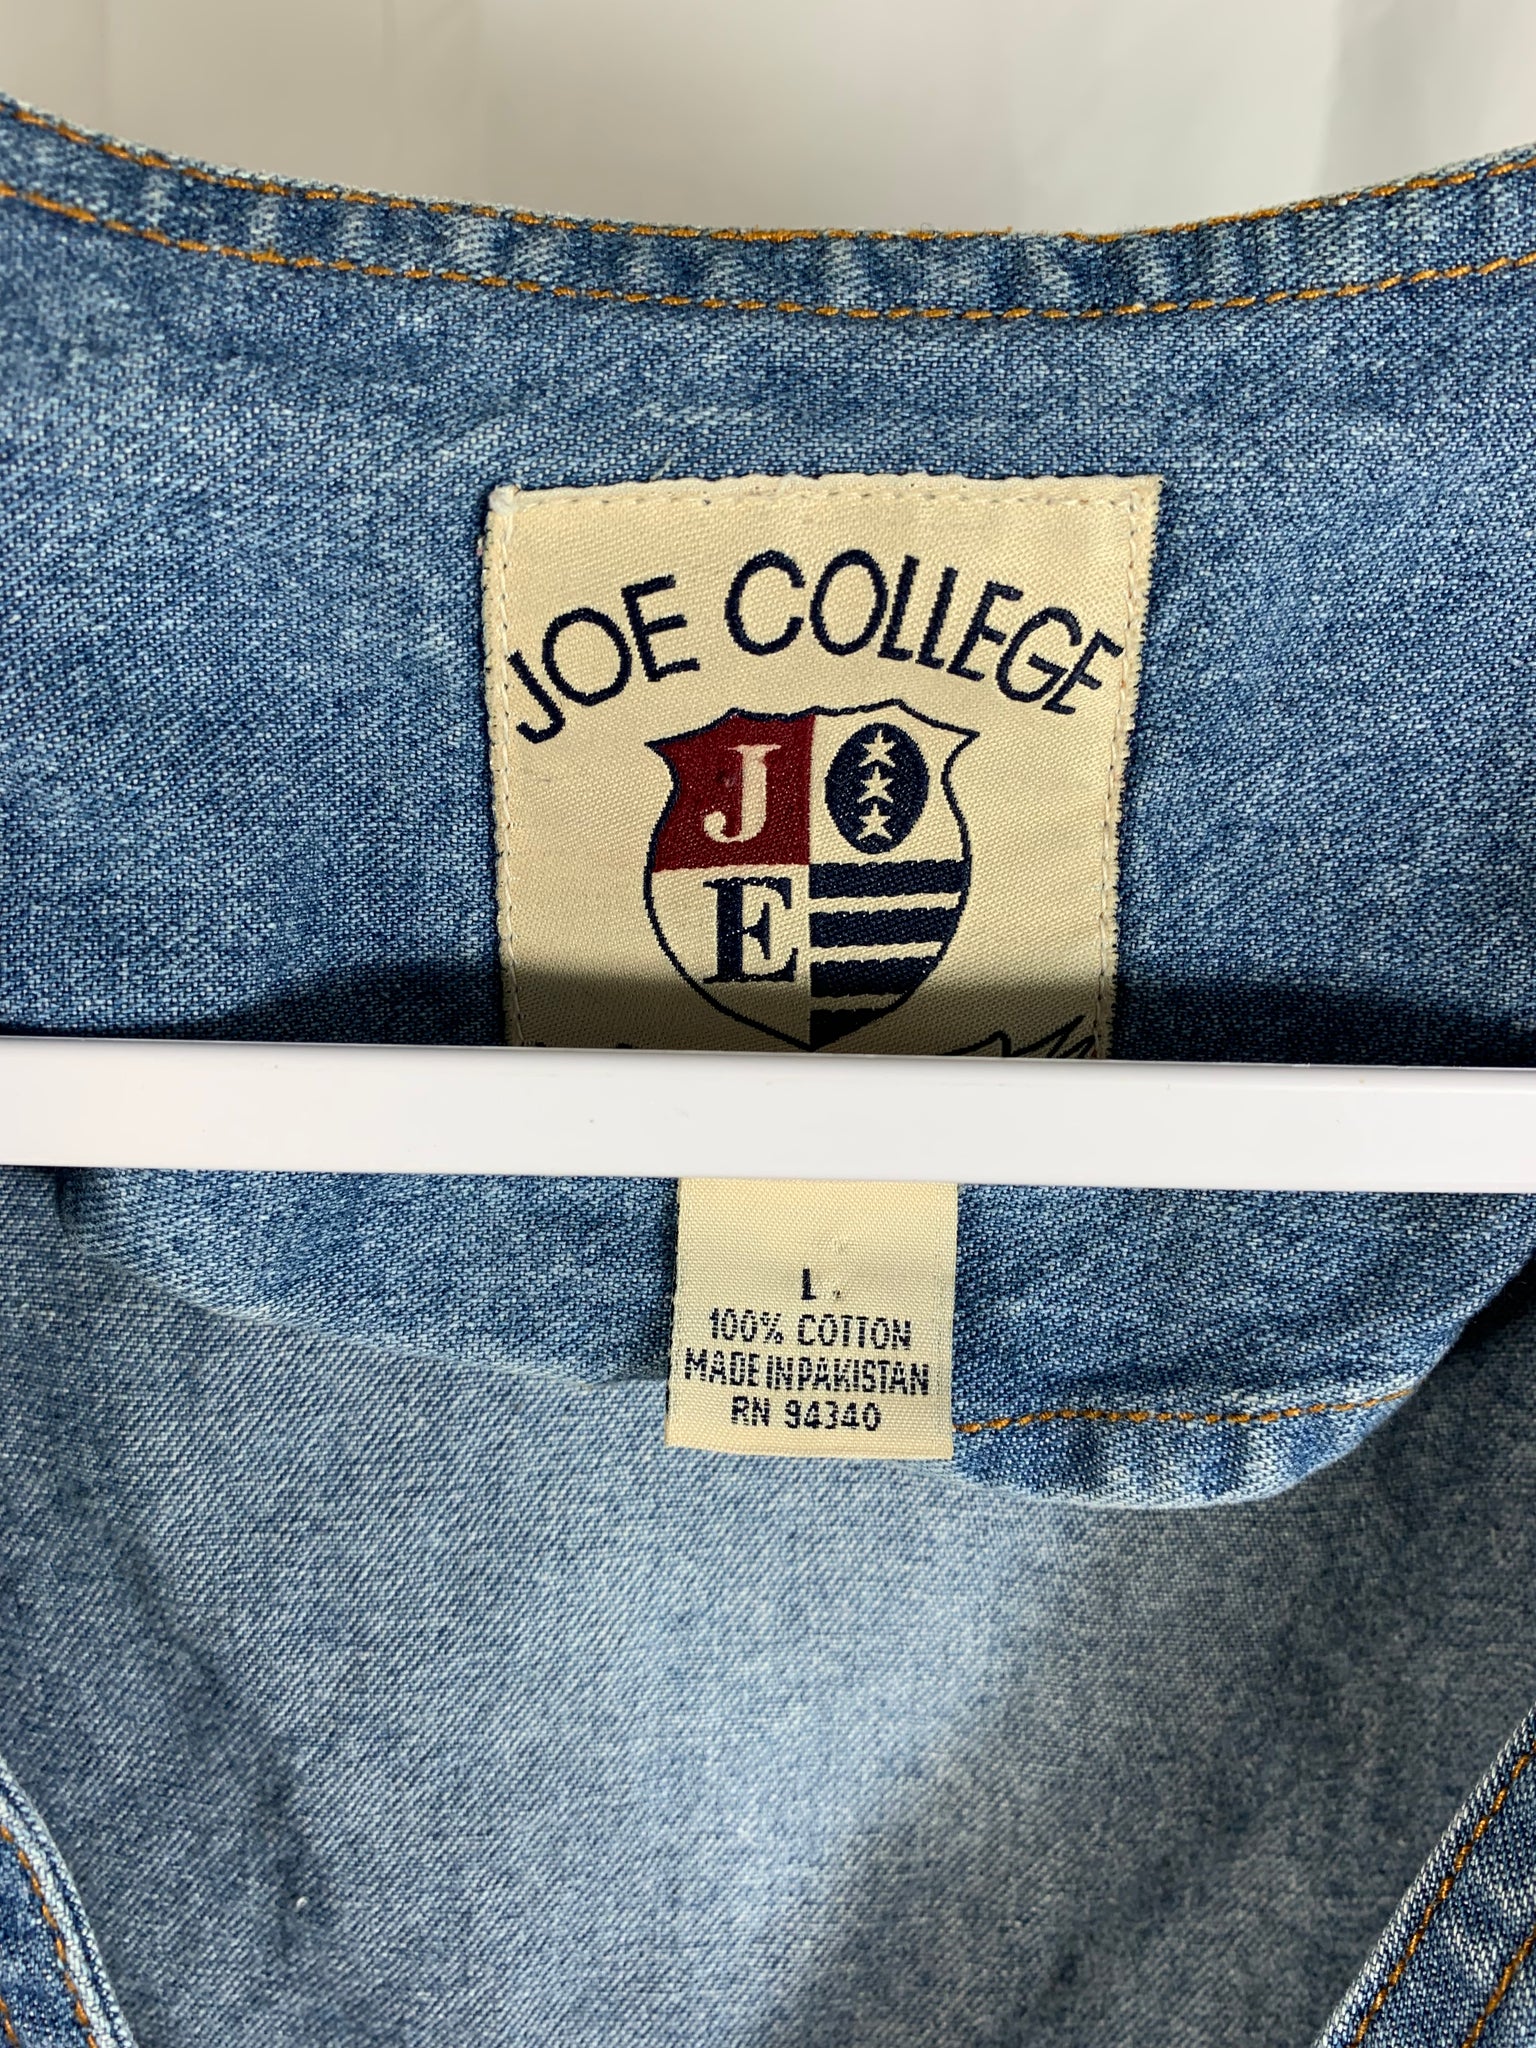 JOE COLLEGE
J
E
L
100% COTTON
MADE IN PAKISTAN
RN 94340